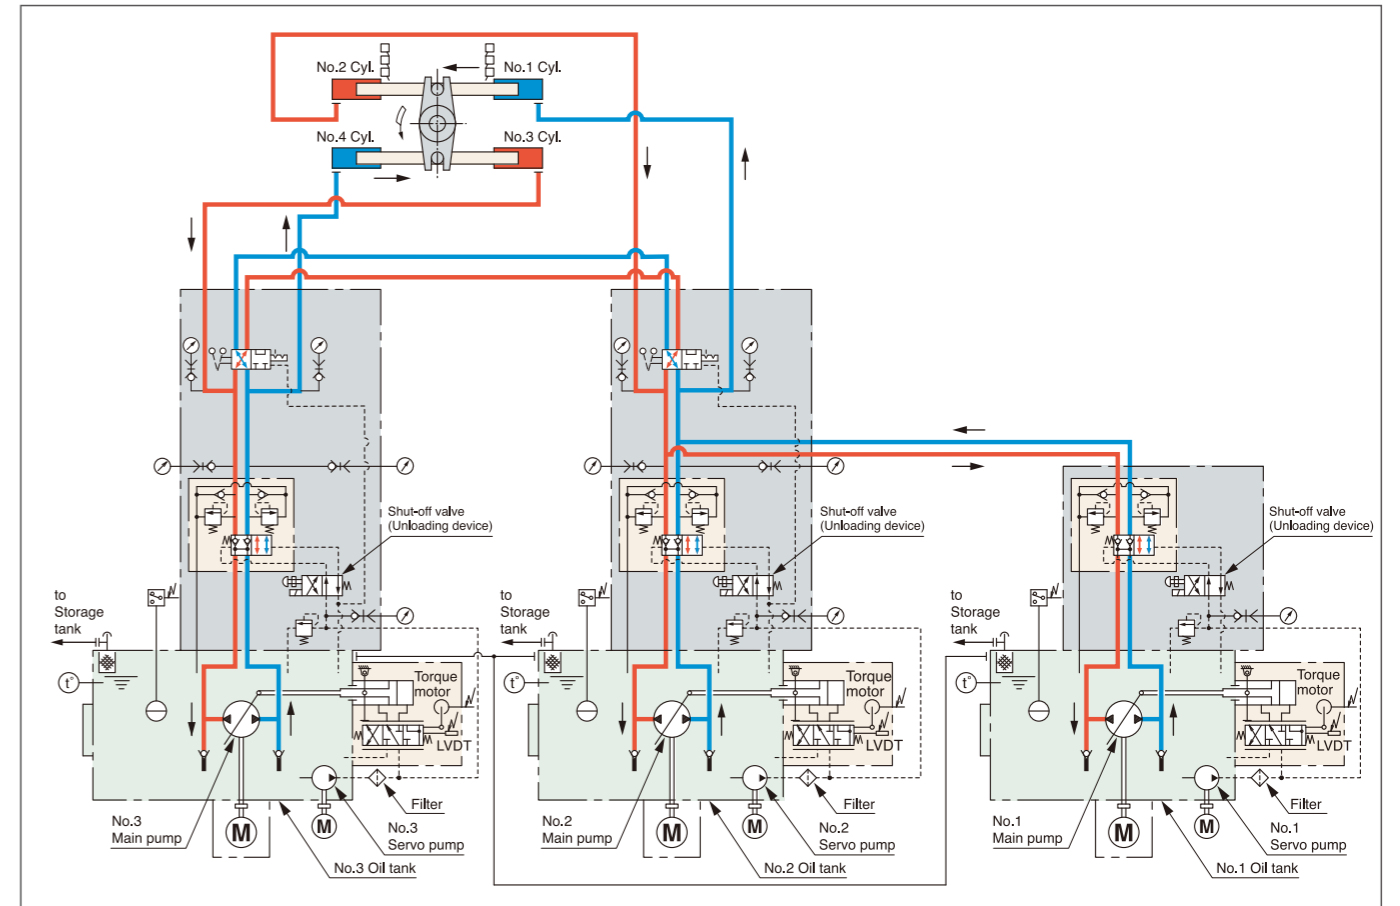 No.2 Cyl.
No.1 Cyl.
No.4 Cyl.
No.3 Cyl.
Shut-off valve
(Unloading device)
Shut-off valve
(Unloading device)
Shut-off valve
(Unloading device)
to
Storage
tank
to
Storage
tank
to
Storage
tank
t°
Torque
motor
LVDT
t°
Torque
motor
LVDT
t°
Torque
motor
LVDT
Filter
Filter
Filter
No.3
Main pump
M
M
No.3
Servo pump
No.3 Oil tank
No.2
Main pump
M
M
No.2
Servo pump
No.2 Oil tank
No.1
Main pump
M
M
No.1
Servo pump
No.1 Oil tank